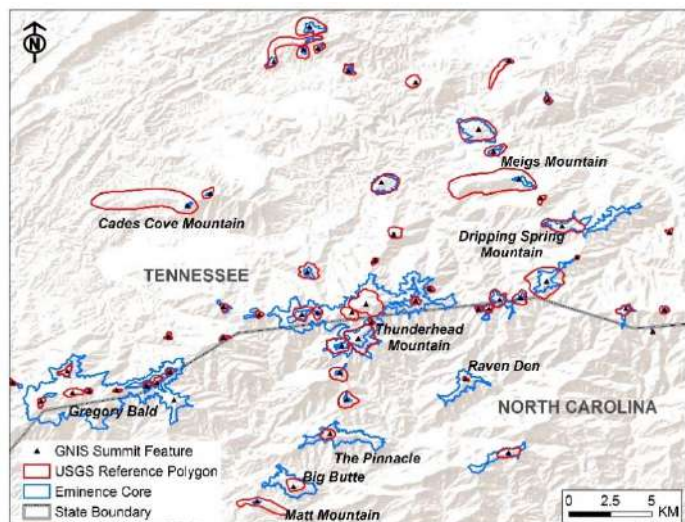 N
Meigs Mountain
Cades Cove Mountain
Dripping Spring
Mountain
TENNESSEE
Thunderhead
Mountain
Raven Den
Gregory Bald
NORTH CAROLINA
GNIS Summit Feature
USGS Reference Polygon
Eminence Core
State Boundary
The Pinnacle
Big Butte
Matt Mountain
0 2.5 5
KM